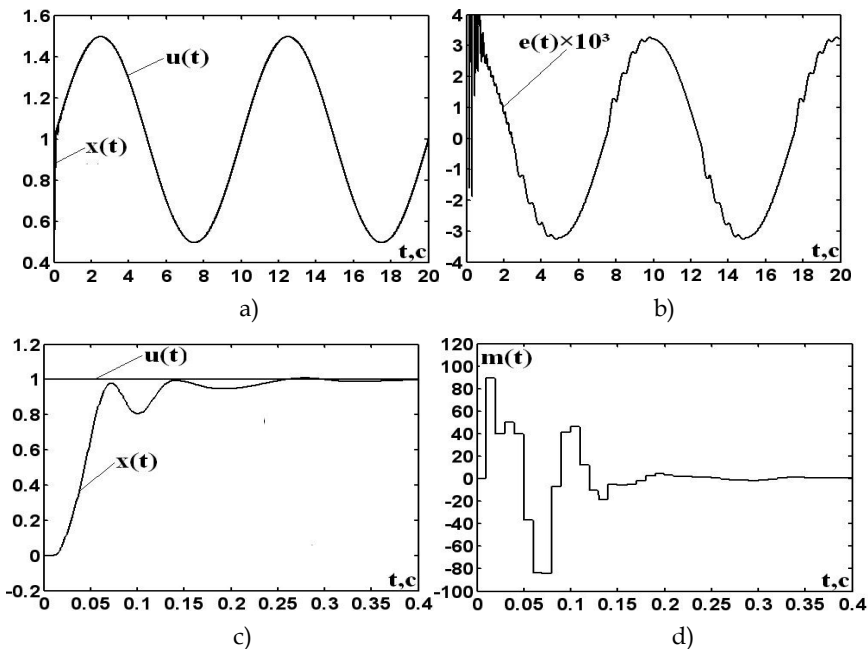 1.6
1.4
1.2
1
0.8
0.6
0.4
u(t)
x(t)
0 2 4 6 8 10 12 14 16 18 20
t,c
a)
4
3
2
1
0
-1
-2
-3
-4
e(t)×10³
0 2 4 6 8 10 12 14 16 18 20
t,c
b)
1.2
1
0.8
0.6
0.4
0.2
0
-0.2
u(t)
x(t)
0 0.05 0.1 0.15 0.2 0.25 0.3 0.35 0.4
t,c
c)
120
100
80
60
40
20
0
-20
-40
-60
-80
-100
m(t)
0 0.05 0.1 0.15 0.2 0.25 0.3 0.35 0.4
t,c
d)